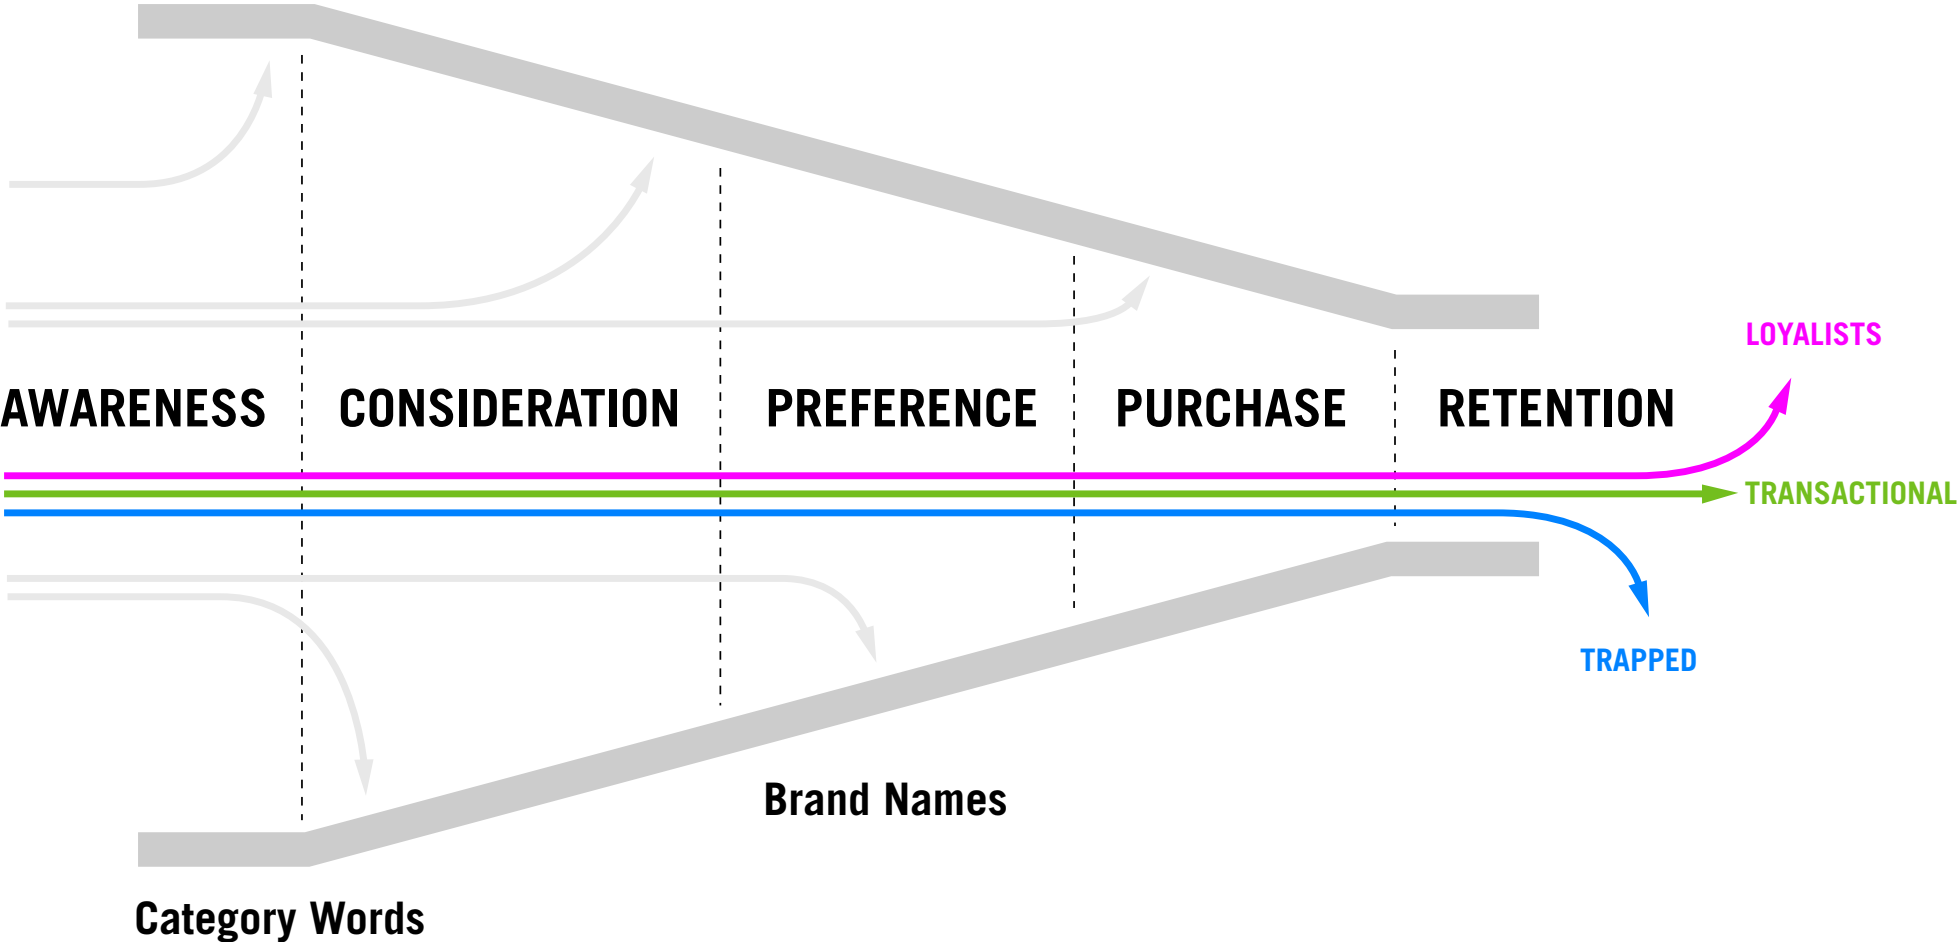 LOYALISTS
AWARENESS CONSIDERATION PREFERENCE PURCHASE RETENTION
TRANSACTIONAL
TRAPPED
Brand Names
Category Words